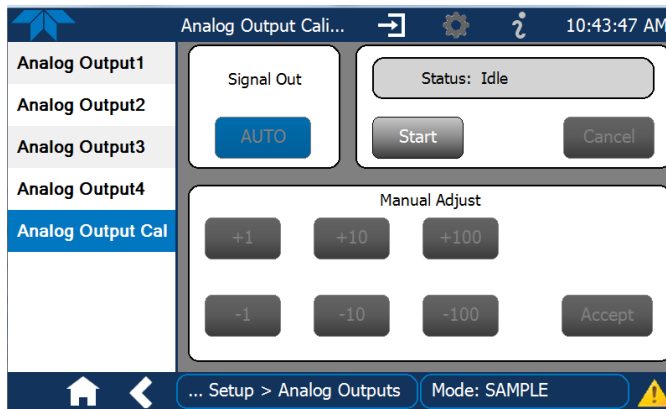 Analog Output Cali...
10:43:47 AM
Analog Output1
Analog Output2
Analog Output3
Analog Output4
Analog Output Cal
Signal Out
AUTO
Status: Idle
Start
Cancel
Manual Adjust
+1
+10
+100
-1
-10
-100
Accept
... Setup > Analog Outputs
Mode: SAMPLE